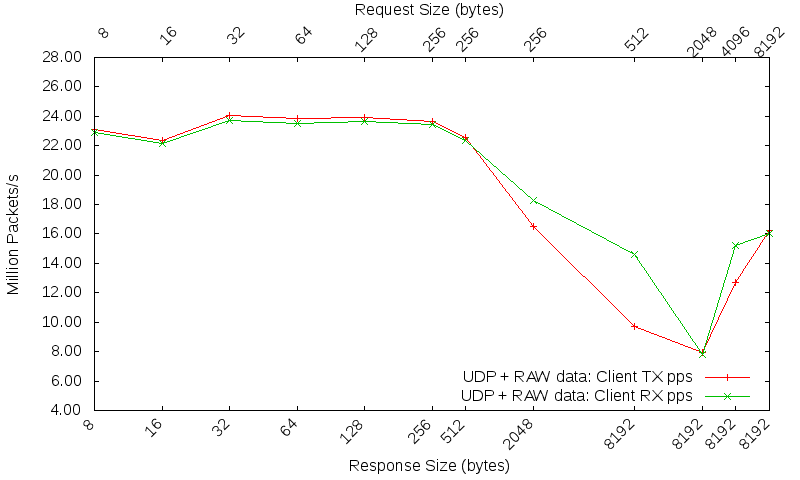 Request Size (bytes)
8 16 32 64 128 256 256 256 512 2048 4096 8192
28.00
26.00
24.00
22.00
20.00
18.00
16.00
14.00
12.00
10.00
8.00
6.00
4.00
Million Packets/s
UDP + RAW data: Client TX pps
UDP + RAW data: Client RX pps
8 16 32 64 128 256 512 2048 8192 8192 8192 8192
Response Size (bytes)